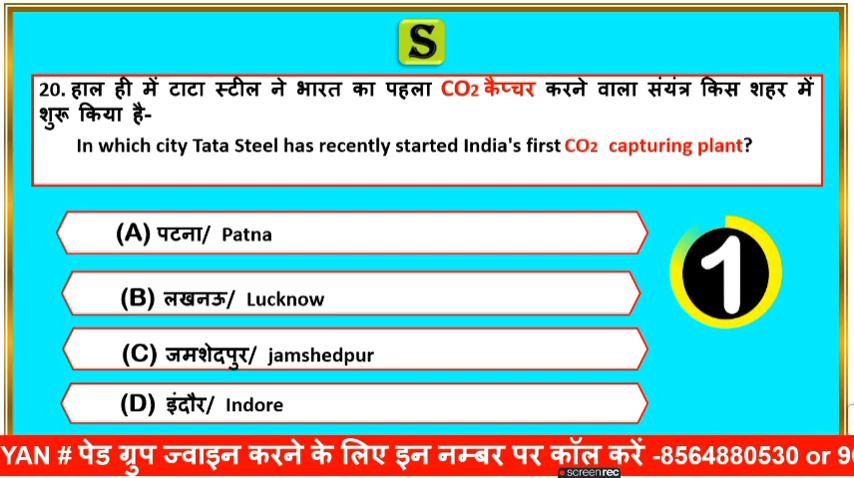 S
20. हाल ही में टाटा स्टील ने भारत का पहला CO2 कैप्चर करने वाला संयंत्र किस शहर में
शुरू किया है-
In which city Tata Steel has recently started India's first CO2 capturing plant?
(A) पटना/ Patna
1
(B) लखनऊ/ Lucknow
(C) जमशेदपुर/ jamshedpur
(D) इंदौर/ Indore
YAN # पेड ग्रुप ज्वाइन करने के लिए इन नम्बर पर कॉल करें -8564880530 or 9
screenrec